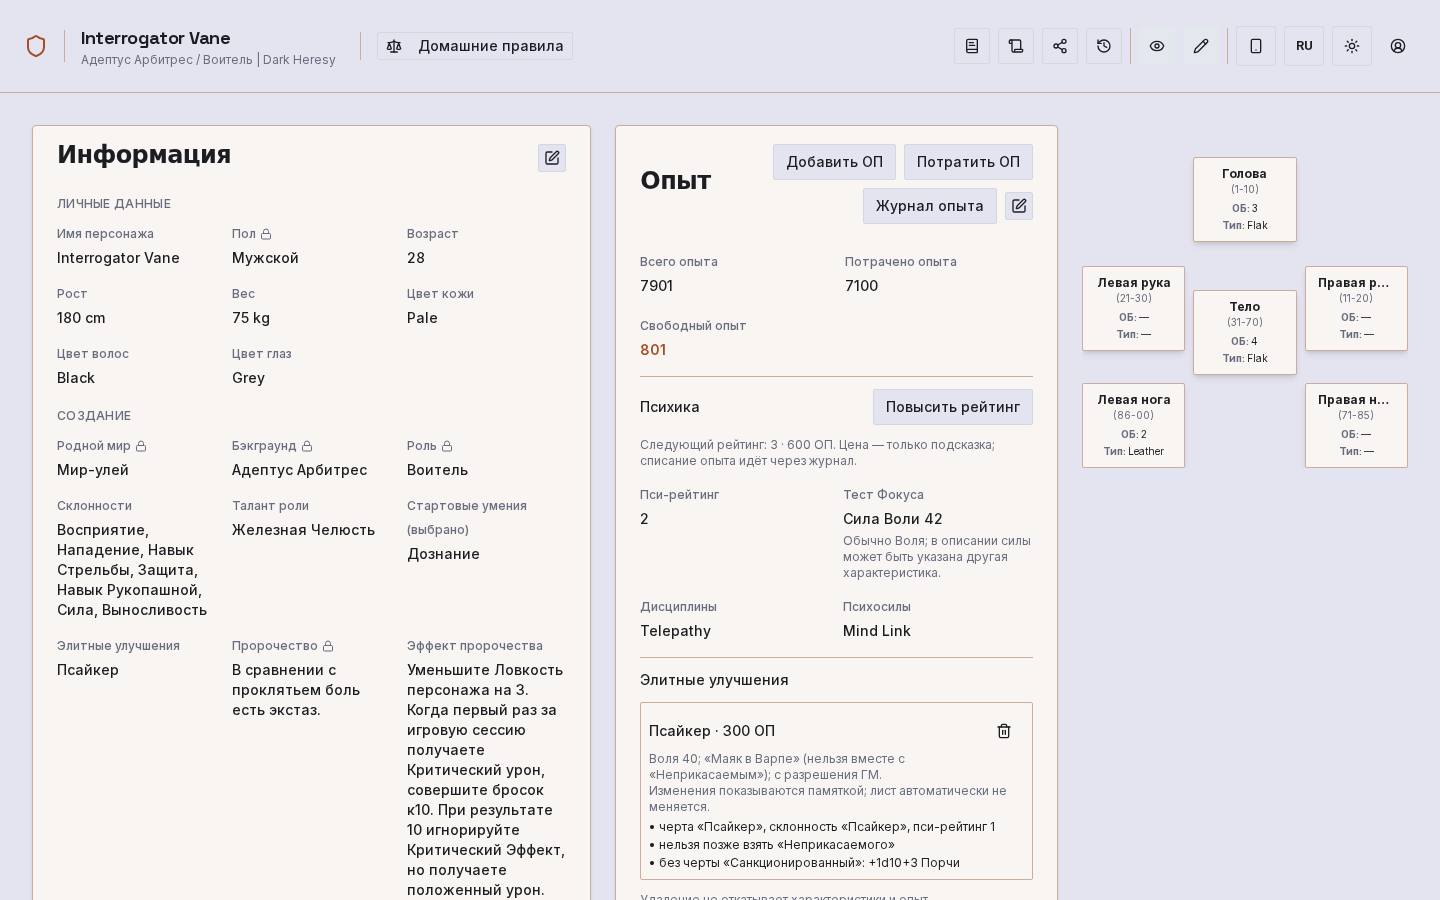 Interrogator Vane
Адептус Арбитрес / Воитель | Dark Heresy
Домашние правила
RU
Информация
ЛИЧНЫЕ ДАННЫЕ
Имя персонажа
Interrogator Vane
Пол
Мужской
Возраст
28
Рост
180 cm
Вес
75 kg
Цвет кожи
Pale
Цвет волос
Black
Цвет глаз
Grey
СОЗДАНИЕ
Родной мир
Мир-улей
Бэкграунд
Адептус Арбитрес
Роль
Воитель
Склонности
Восприятие,
Нападение, Навык
Стрельбы, Защита,
Навык Рукопашной,
Сила, Выносливость
Талант роли
Железная Челюсть
Стартовые умения
(выбрано)
Дознание
Элитные улучшения
Псайкер
Пророчество
В сравнении с
проклятьем боль
есть экстаз.
Эффект пророчества
Уменьшите Ловкость
персонажа на 3.
Когда первый раз за
игровую сессию
получаете
Критический урон,
совершите бросок
к10. При результате
10 игнорируйте
Критический Эффект,
но получаете
положенный урон.
Опыт
Добавить ОП
Потратить ОП
Журнал опыта
Всего опыта
7901
Потрачено опыта
7100
Свободный опыт
801
Психика
Повысить рейтинг
Следующий рейтинг: 3 · 600 ОП. Цена — только подсказка;
списание опыта идёт через журнал.
Пси-рейтинг
2
Тест Фокуса
Сила Воли 42
Обычно Воля; в описании силы
может быть указана другая
характеристика.
Дисциплины
Telepathy
Психосилы
Mind Link
Элитные улучшения
Псайкер · 300 ОП
Воля 40; «Маяк в Варпе» (нельзя вместе с
«Неприкасаемым»); с разрешения ГМ.
Изменения показываются памяткой; лист автоматически не
меняется.
• черта «Псайкер», склонность «Псайкер», пси-рейтинг 1
• нельзя позже взять «Неприкасаемого»
• без черты «Санкционированный»: +1d10+3 Порчи
Удаление не откатывает характеристики и опыт
Голова
(1-10)
ОБ: 3
Тип: Flak
Левая рука
(21-30)
ОБ: —
Тип: —
Тело
(31-70)
ОБ: 4
Тип: Flak
Правая р...
(11-20)
ОБ: —
Тип: —
Левая нога
(86-00)
ОБ: 2
Тип: Leather
Правая н...
(71-85)
ОБ: —
Тип: —